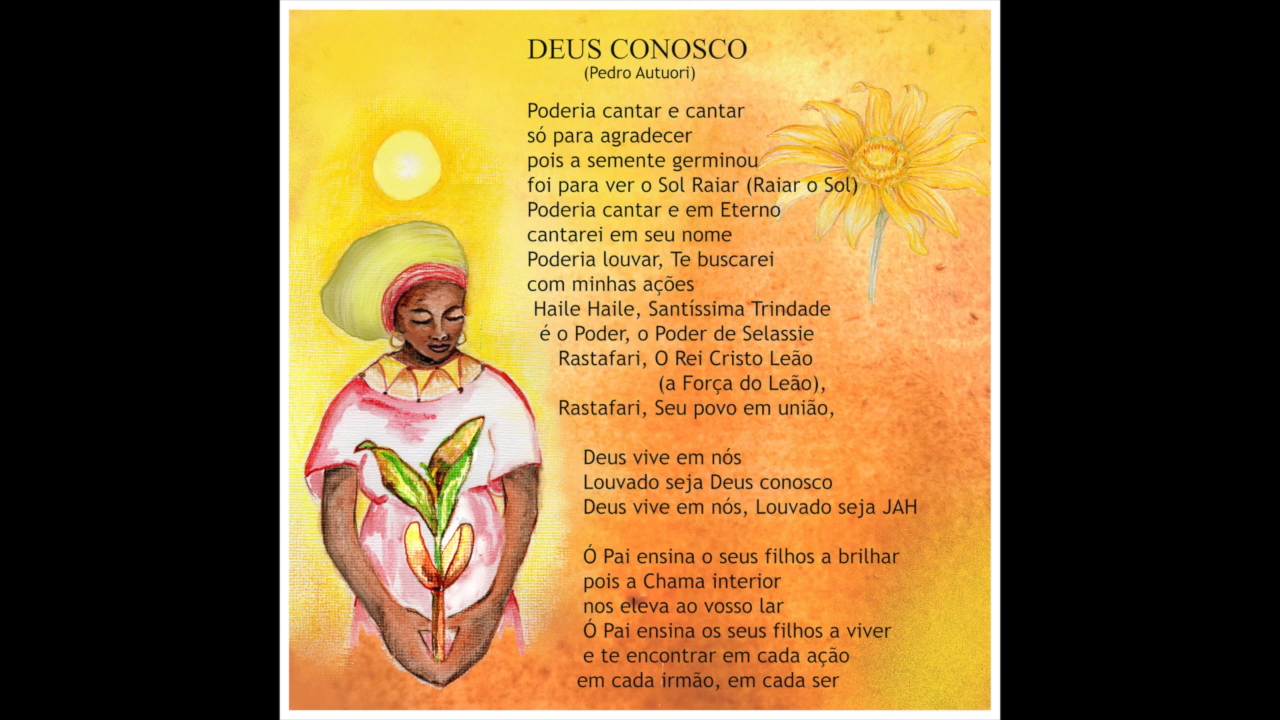 DEUS CONOSCO
(Pedro Autuori)
Poderia cantar e cantar
só para agradecer
pois a semente germinou
foi para ver o Sol Raiar (Raiar o Sol)
Poderia cantar e em Eterno
cantarei em seu nome
Poderia louvar, Te buscarei
com minhas ações
Haile Haile, Santíssima Trindade
é o Poder, o Poder de Selassie
Rastafari, O Rei Cristo Leão
(a Força do Leão),
Rastafari, Seu povo em união,
Deus vive em nós
Louvado seja Deus conosco
Deus vive em nós, Louvado seja JAH
Ó Pai ensina o seus filhos a brilhar
pois a Chama interior
nos eleva ao vosso lar
Ó Pai ensina os seus filhos a viver
e te encontrar em cada ação
em cada irmão, em cada ser